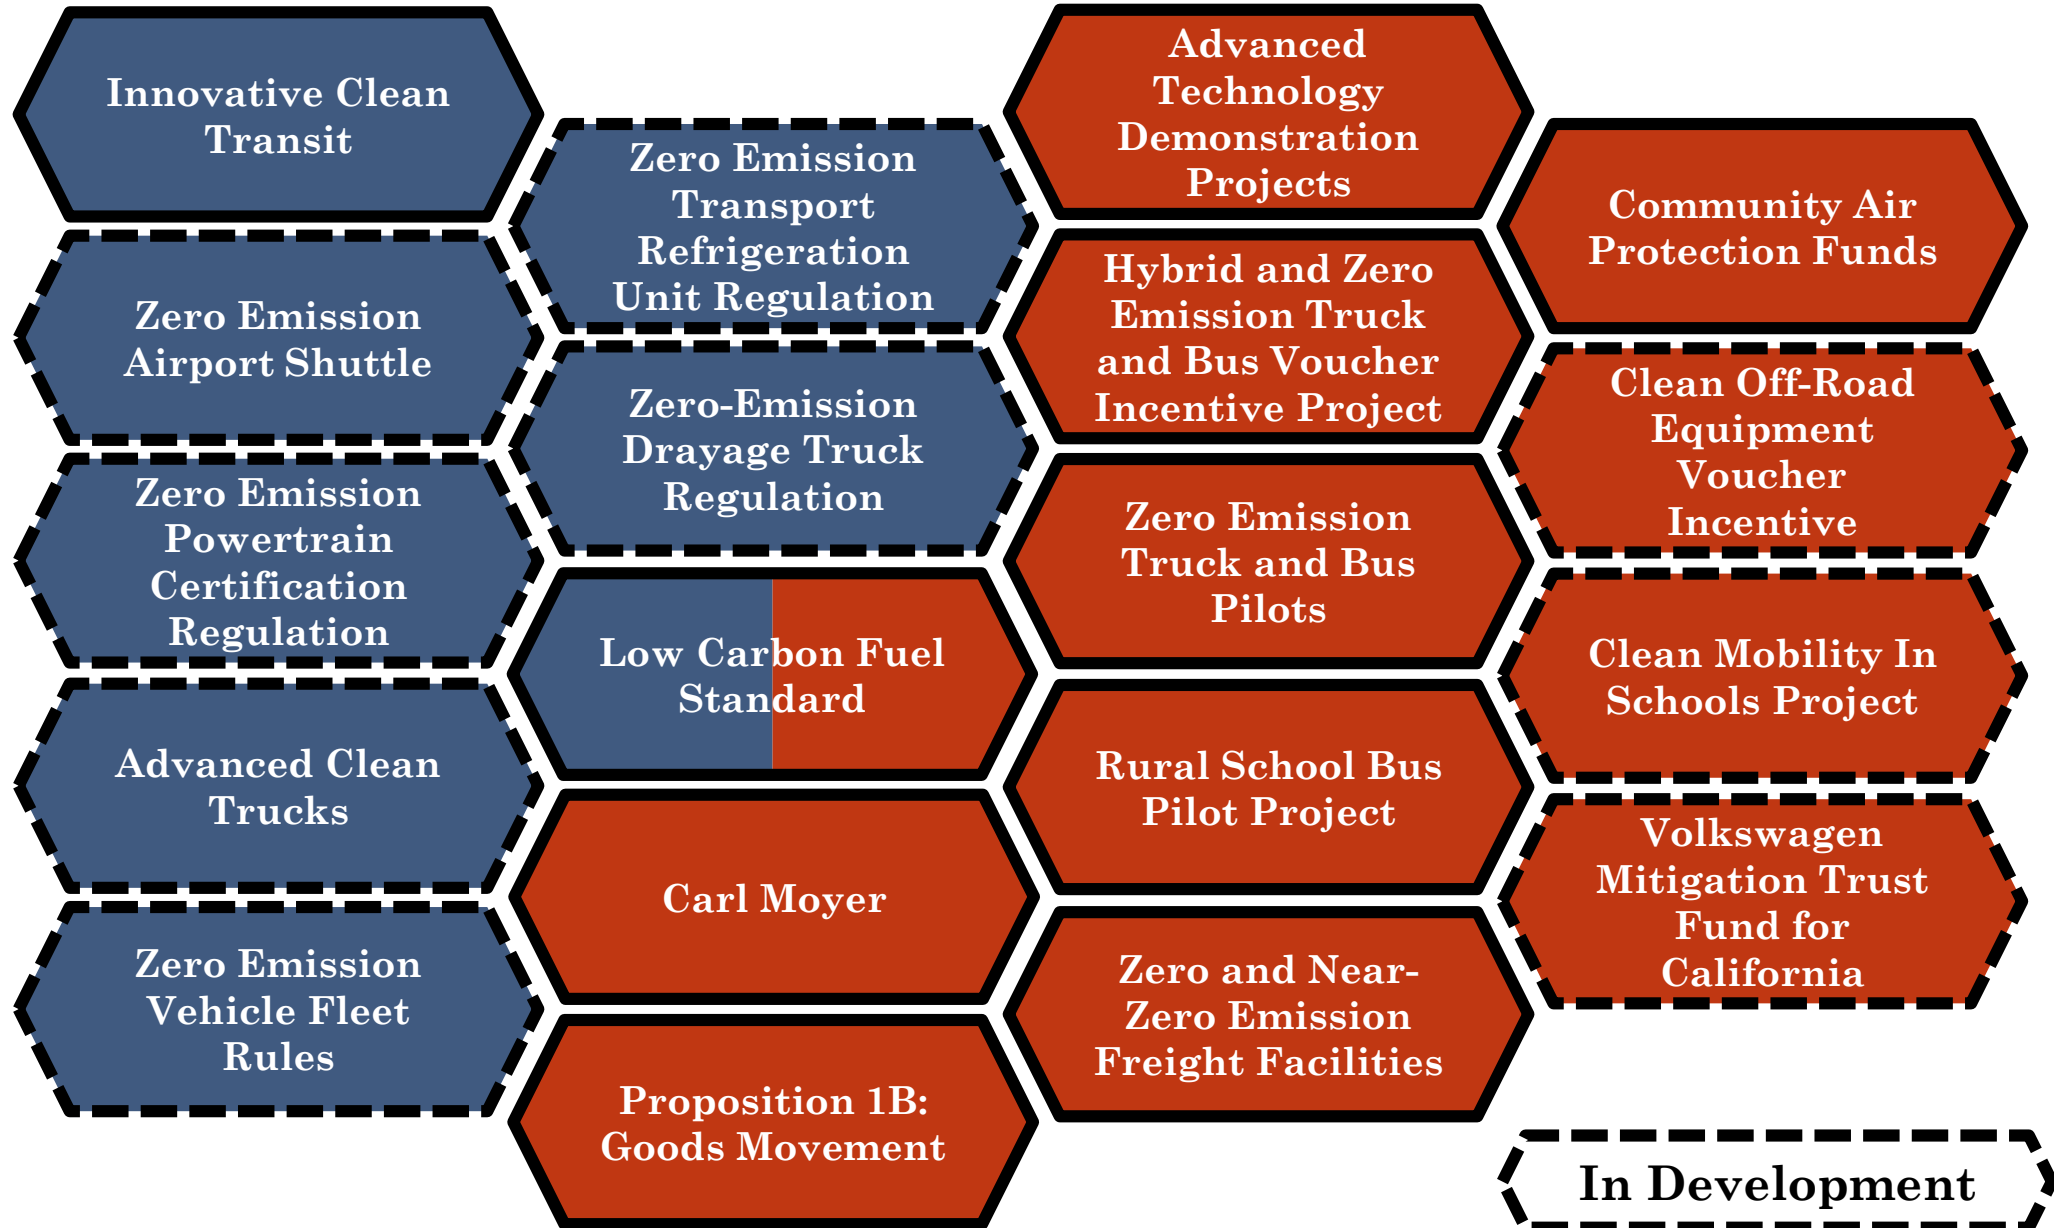 Innovative Clean
Transit
Zero Emission
Airport Shuttle
Zero Emission
Powertrain
Certification
Regulation
Advanced Clean
Trucks
Zero Emission
Vehicle Fleet
Rules
Zero Emission
Transport
Refrigeration
Unit Regulation
Zero-Emission
Drayage Truck
Regulation
Low Carbon Fuel
Standard
Carl Moyer
Proposition 1B:
Goods Movement
Advanced
Technology
Demonstration
Projects
Hybrid and Zero
Emission Truck
and Bus Voucher
Incentive Project
Zero Emission
Truck and Bus
Pilots
Rural School Bus
Pilot Project
Zero and Near-
Zero Emission
Freight Facilities
Community Air
Protection Funds
Clean Off-Road
Equipment
Voucher
Incentive
Clean Mobility In
Schools Project
Volkswagen
Mitigation Trust
Fund for
California
In Development